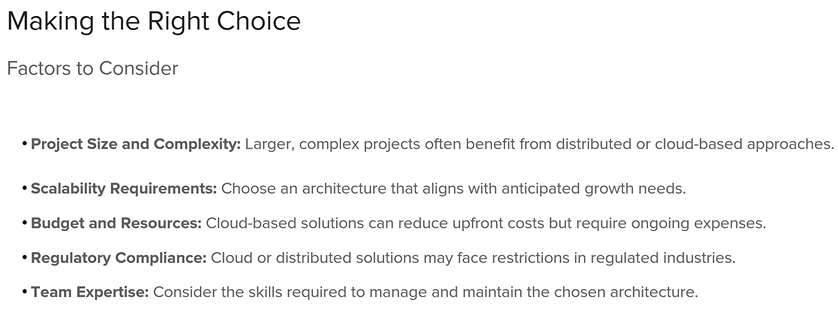 Making the Right Choice
Factors to Consider
• Project Size and Complexity: Larger, complex projects often benefit from distributed or cloud-based approaches.
• Scalability Requirements: Choose an architecture that aligns with anticipated growth needs.
• Budget and Resources: Cloud-based solutions can reduce upfront costs but require ongoing expenses.
• Regulatory Compliance: Cloud or distributed solutions may face restrictions in regulated industries.
• Team Expertise: Consider the skills required to manage and maintain the chosen architecture.